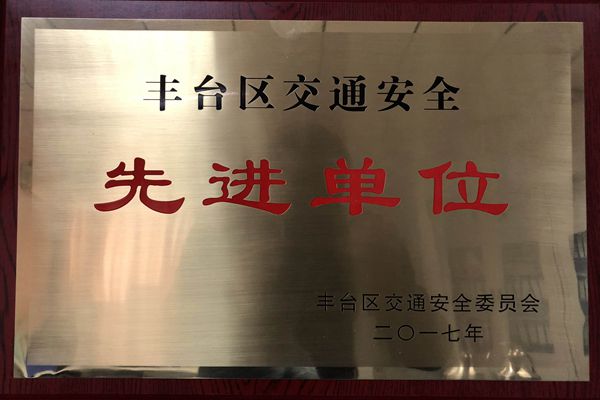 丰台区交通安全
先进单位
丰台区交通安全委员会
二〇一七年